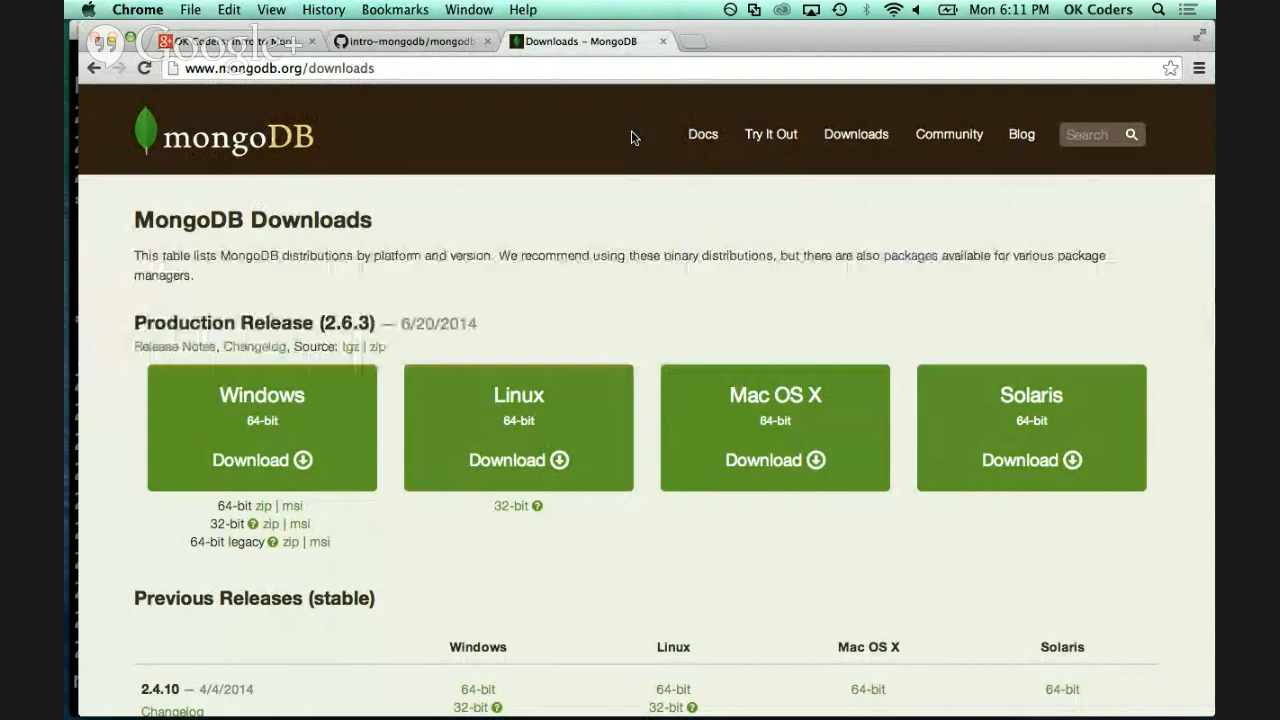 Chrome File Edit View History Bookmarks Window Help Mon 6:11 PM OK Coders
Google+
intro-mongodb/mongodb
Downloads – MongoDB
www.mongodb.org/downloads
mongoDB
Docs Try It Out Downloads Community Blog Search
MongoDB Downloads
This table lists MongoDB distributions by platform and version. We recommend using these binary distributions, but there are also packages available for various package
managers.
Production Release (2.6.3) — 6/20/2014
Release Notes, Changelog, Source: tgz | zip
Windows Linux Mac OS X Solaris
64-bit 64-bit 64-bit 64-bit
Download Download Download Download
64-bit zip | msi 32-bit
32-bit zip | msi
64-bit legacy zip | msi
Previous Releases (stable)
Windows Linux Mac OS X Solaris
2.4.10 — 4/4/2014 64-bit 64-bit 64-bit 64-bit
Changelog 32-bit 32-bit